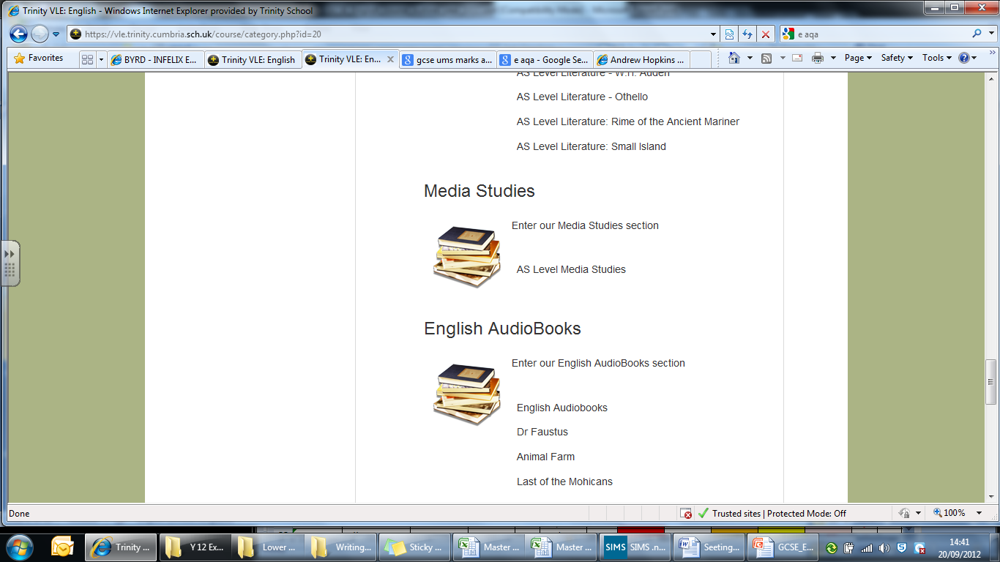 Trinity VLE: English - Windows Internet Explorer provided by Trinity School
https://vle.trinity.cumbria.sch.uk/course/category.php?id=20
e aqa
Favorites
BYRD - INFELIX E...
Trinity VLE: English
Trinity VLE: En...
gcse ums marks a...
e aqa - Google Se...
Andrew Hopkins ...
Page
Safety
Tools
AS Level Literature - W.H. Auden
AS Level Literature - Othello
AS Level Literature: Rime of the Ancient Mariner
AS Level Literature: Small Island
Media Studies
Enter our Media Studies section
AS Level Media Studies
English AudioBooks
Enter our English AudioBooks section
English Audiobooks
Dr Faustus
Animal Farm
Last of the Mohicans
Done
Trusted sites | Protected Mode: Off
100%
Trinity ...
Y 12 Ex...
Lower ...
Writing...
Sticky ...
Master ...
Master ...
SIMS
SIMS .n...
Seeting...
GCSE_E...
14:41
20/09/2012